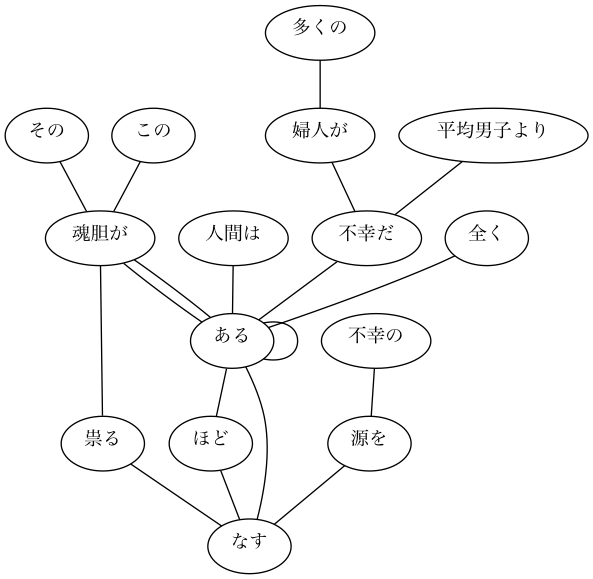 多くの
その
この
婦人が
平均男子より
魂胆が
人間は
不幸だ
全く
ある
不幸の
祟る
ほど
源を
なす